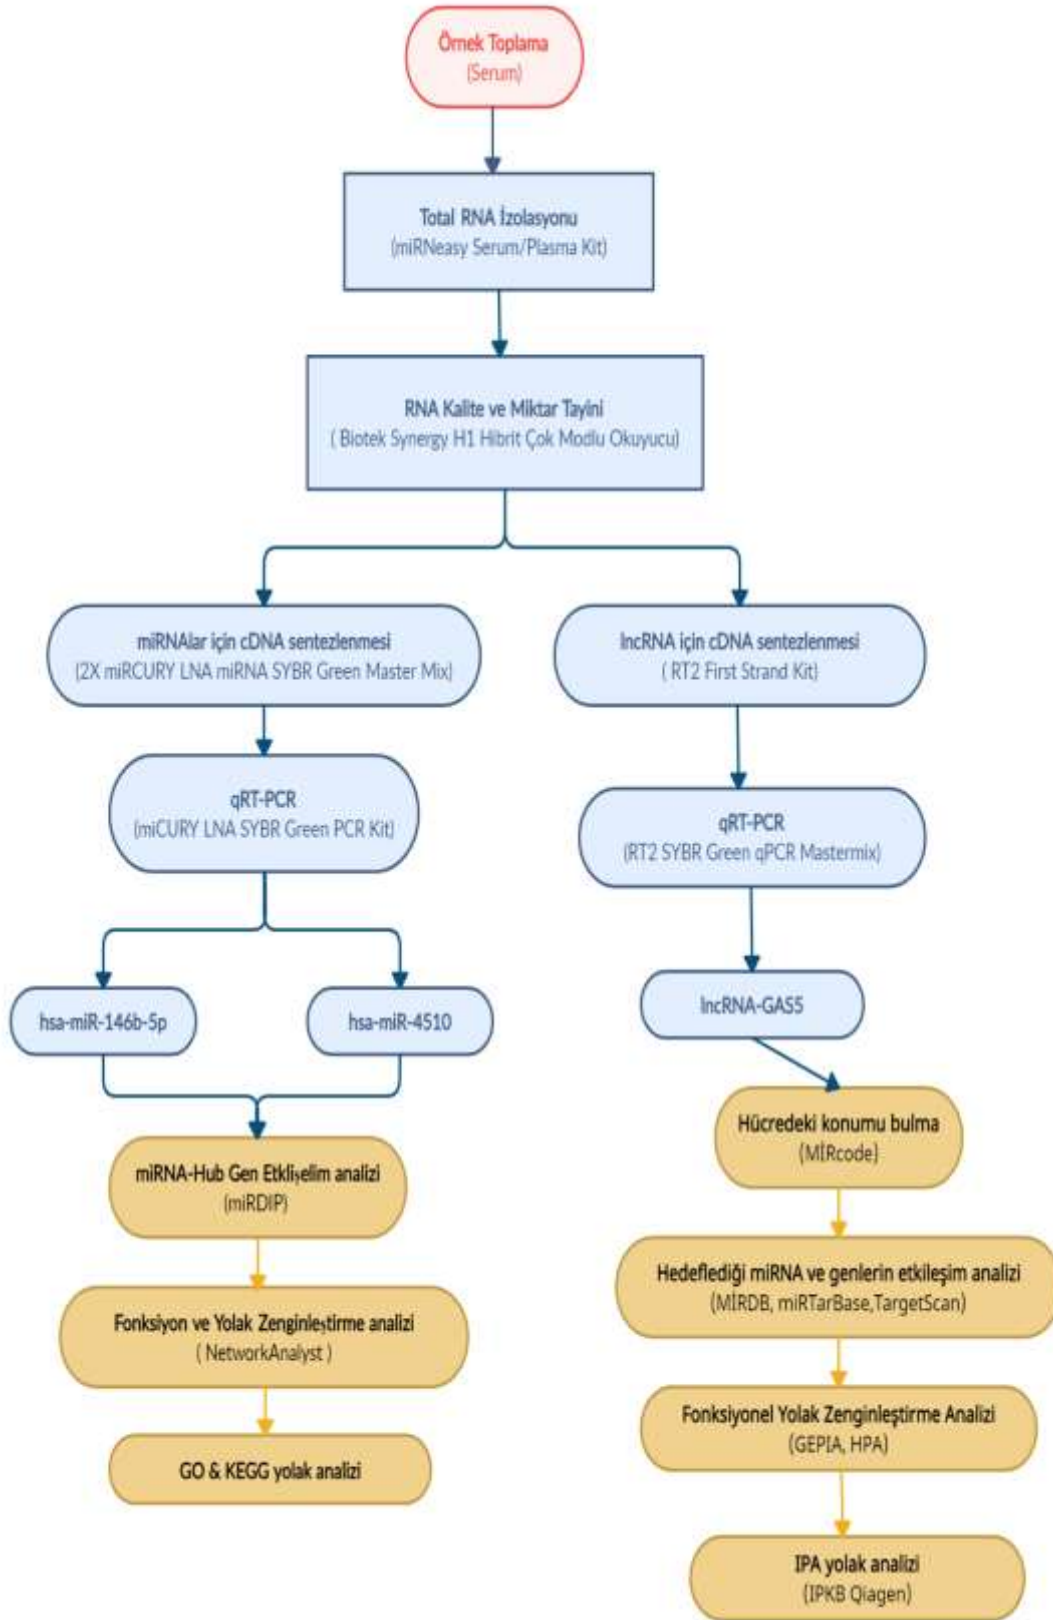 Örnek Toplama
(Serum)
Total RNA İzolasyonu
(miRNeasy Serum/Plasma Kit)
RNA Kalite ve Miktar Tayini
( Biotek Synergy H1 Hibrit Çok Modlu Okuyucu)
miRNAlar için cDNA sentezlenmesi
(2X miRCURY LNA miRNA SYBR Green Master Mix)
lncRNA için cDNA sentezlenmesi
( RT2 First Strand Kit)
qRT-PCR
(miCURY LNA SYBR Green PCR Kit)
qRT-PCR
(RT2 SYBR Green qPCR Mastermix)
hsa-miR-146b-5p
hsa-miR-4510
lncRNA-GAS5
Hücredeki konumu bulma
(MİRcode)
miRNA-Hub Gen Etklişelim analizi
(miRDIP)
Hedeflediği miRNA ve genlerin etkileşim analizi
(MİRDB, miRTarBase,TargetScan)
Fonksiyon ve Yolak Zenginleştirme analizi
( NetworkAnalyst )
Fonksiyonel Yolak Zenginleştirme Analizi
(GEPIA, HPA)
GO & KEGG yolak analizi
IPA yolak analizi
(IPKB Qiagen)